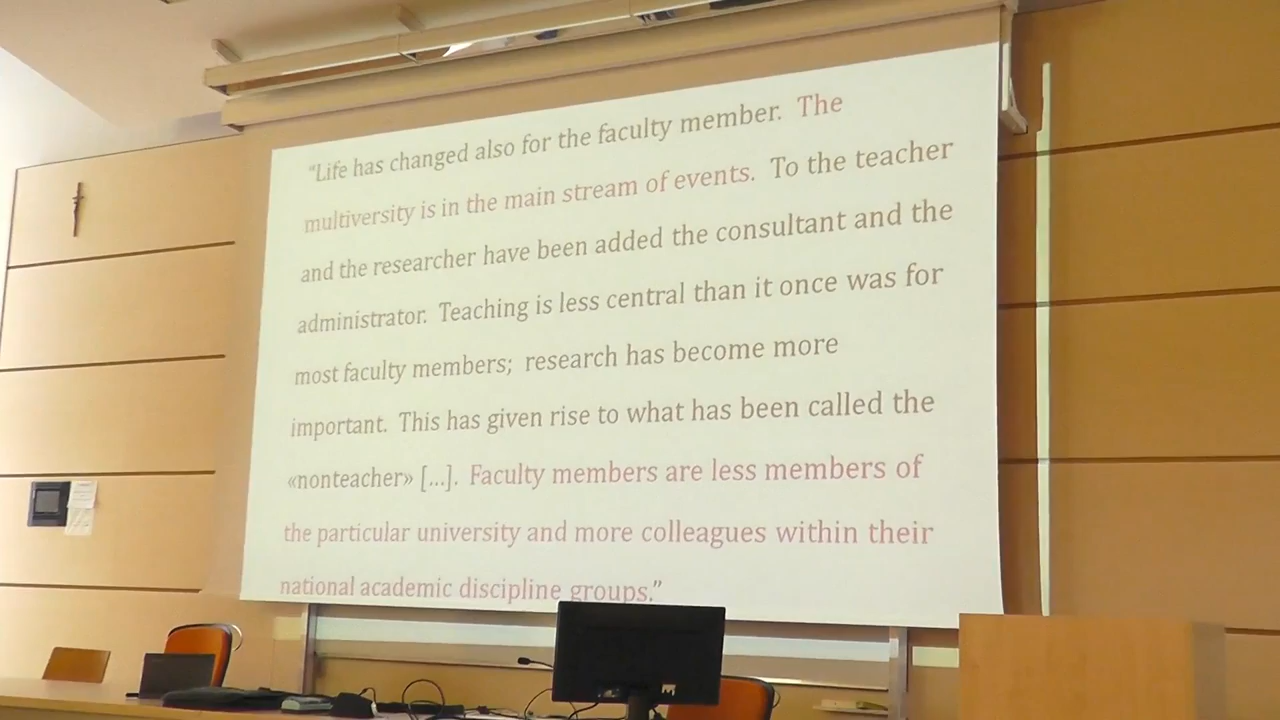 “Life has changed also for the faculty member. The
multiversity is in the main stream of events. To the teacher
and the researcher have been added the consultant and the
administrator. Teaching is less central than it once was for
most faculty members; research has become more
important. This has given rise to what has been called the
«nonteacher» [...]. Faculty members are less members of
the particular university and more colleagues within their
national academic discipline groups.”